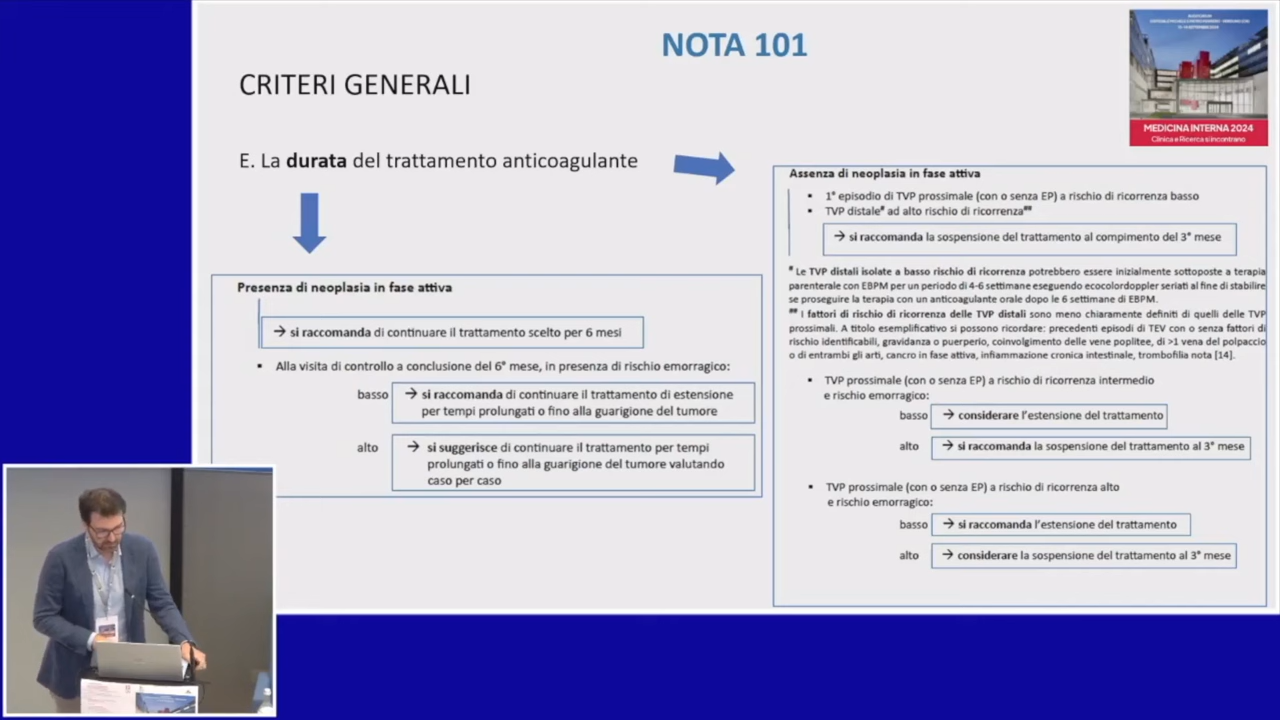 NOTA 101
CRITERI GENERALI
E. La durata del trattamento anticoagulante
Presenza di neoplasia in fase attiva
→ si raccomanda di continuare il trattamento scelto per 6 mesi
▪ Alla visita di controllo a conclusione del 6° mese, in presenza di rischio emorragico:
basso → si raccomanda di continuare il trattamento di estensione
per tempi prolungati o fino alla guarigione del tumore
alto → si suggerisce di continuare il trattamento per tempi
prolungati o fino alla guarigione del tumore valutando
caso per caso
MEDICINA INTERNA 2024
Clinica e Ricerca si incontrano
Assenza di neoplasia in fase attiva
▪ 1° episodio di TVP prossimale (con o senza EP) a rischio di ricorrenza basso
▪ TVP distale# ad alto rischio di ricorrenza##
→ si raccomanda la sospensione del trattamento al compimento del 3° mese
# Le TVP distali isolate a basso rischio di ricorrenza potrebbero essere inizialmente sottoposte a terapia
parenterale con EBPM per un periodo di 4-6 settimane eseguendo ecocolordoppler seriati al fine di stabilire
se proseguire la terapia con un anticoagulante orale dopo le 6 settimane di EBPM.
## I fattori di rischio di ricorrenza delle TVP distali sono meno chiaramente definiti di quelli delle TVP
prossimali. A titolo esemplificativo si possono ricordare: precedenti episodi di TEV con o senza fattori di
rischio identificabili, gravidanza o puerperio, coinvolgimento delle vene poplitee, di >1 vena del polpaccio
o di entrambi gli arti, cancro in fase attiva, infiammazione cronica intestinale, trombofilia nota [14].
▪ TVP prossimale (con o senza EP) a rischio di ricorrenza intermedio
e rischio emorragico:
basso → considerare l'estensione del trattamento
alto → si raccomanda la sospensione del trattamento al 3° mese
▪ TVP prossimale (con o senza EP) a rischio di ricorrenza alto
e rischio emorragico:
basso → si raccomanda l'estensione del trattamento
alto → considerare la sospensione del trattamento al 3° mese